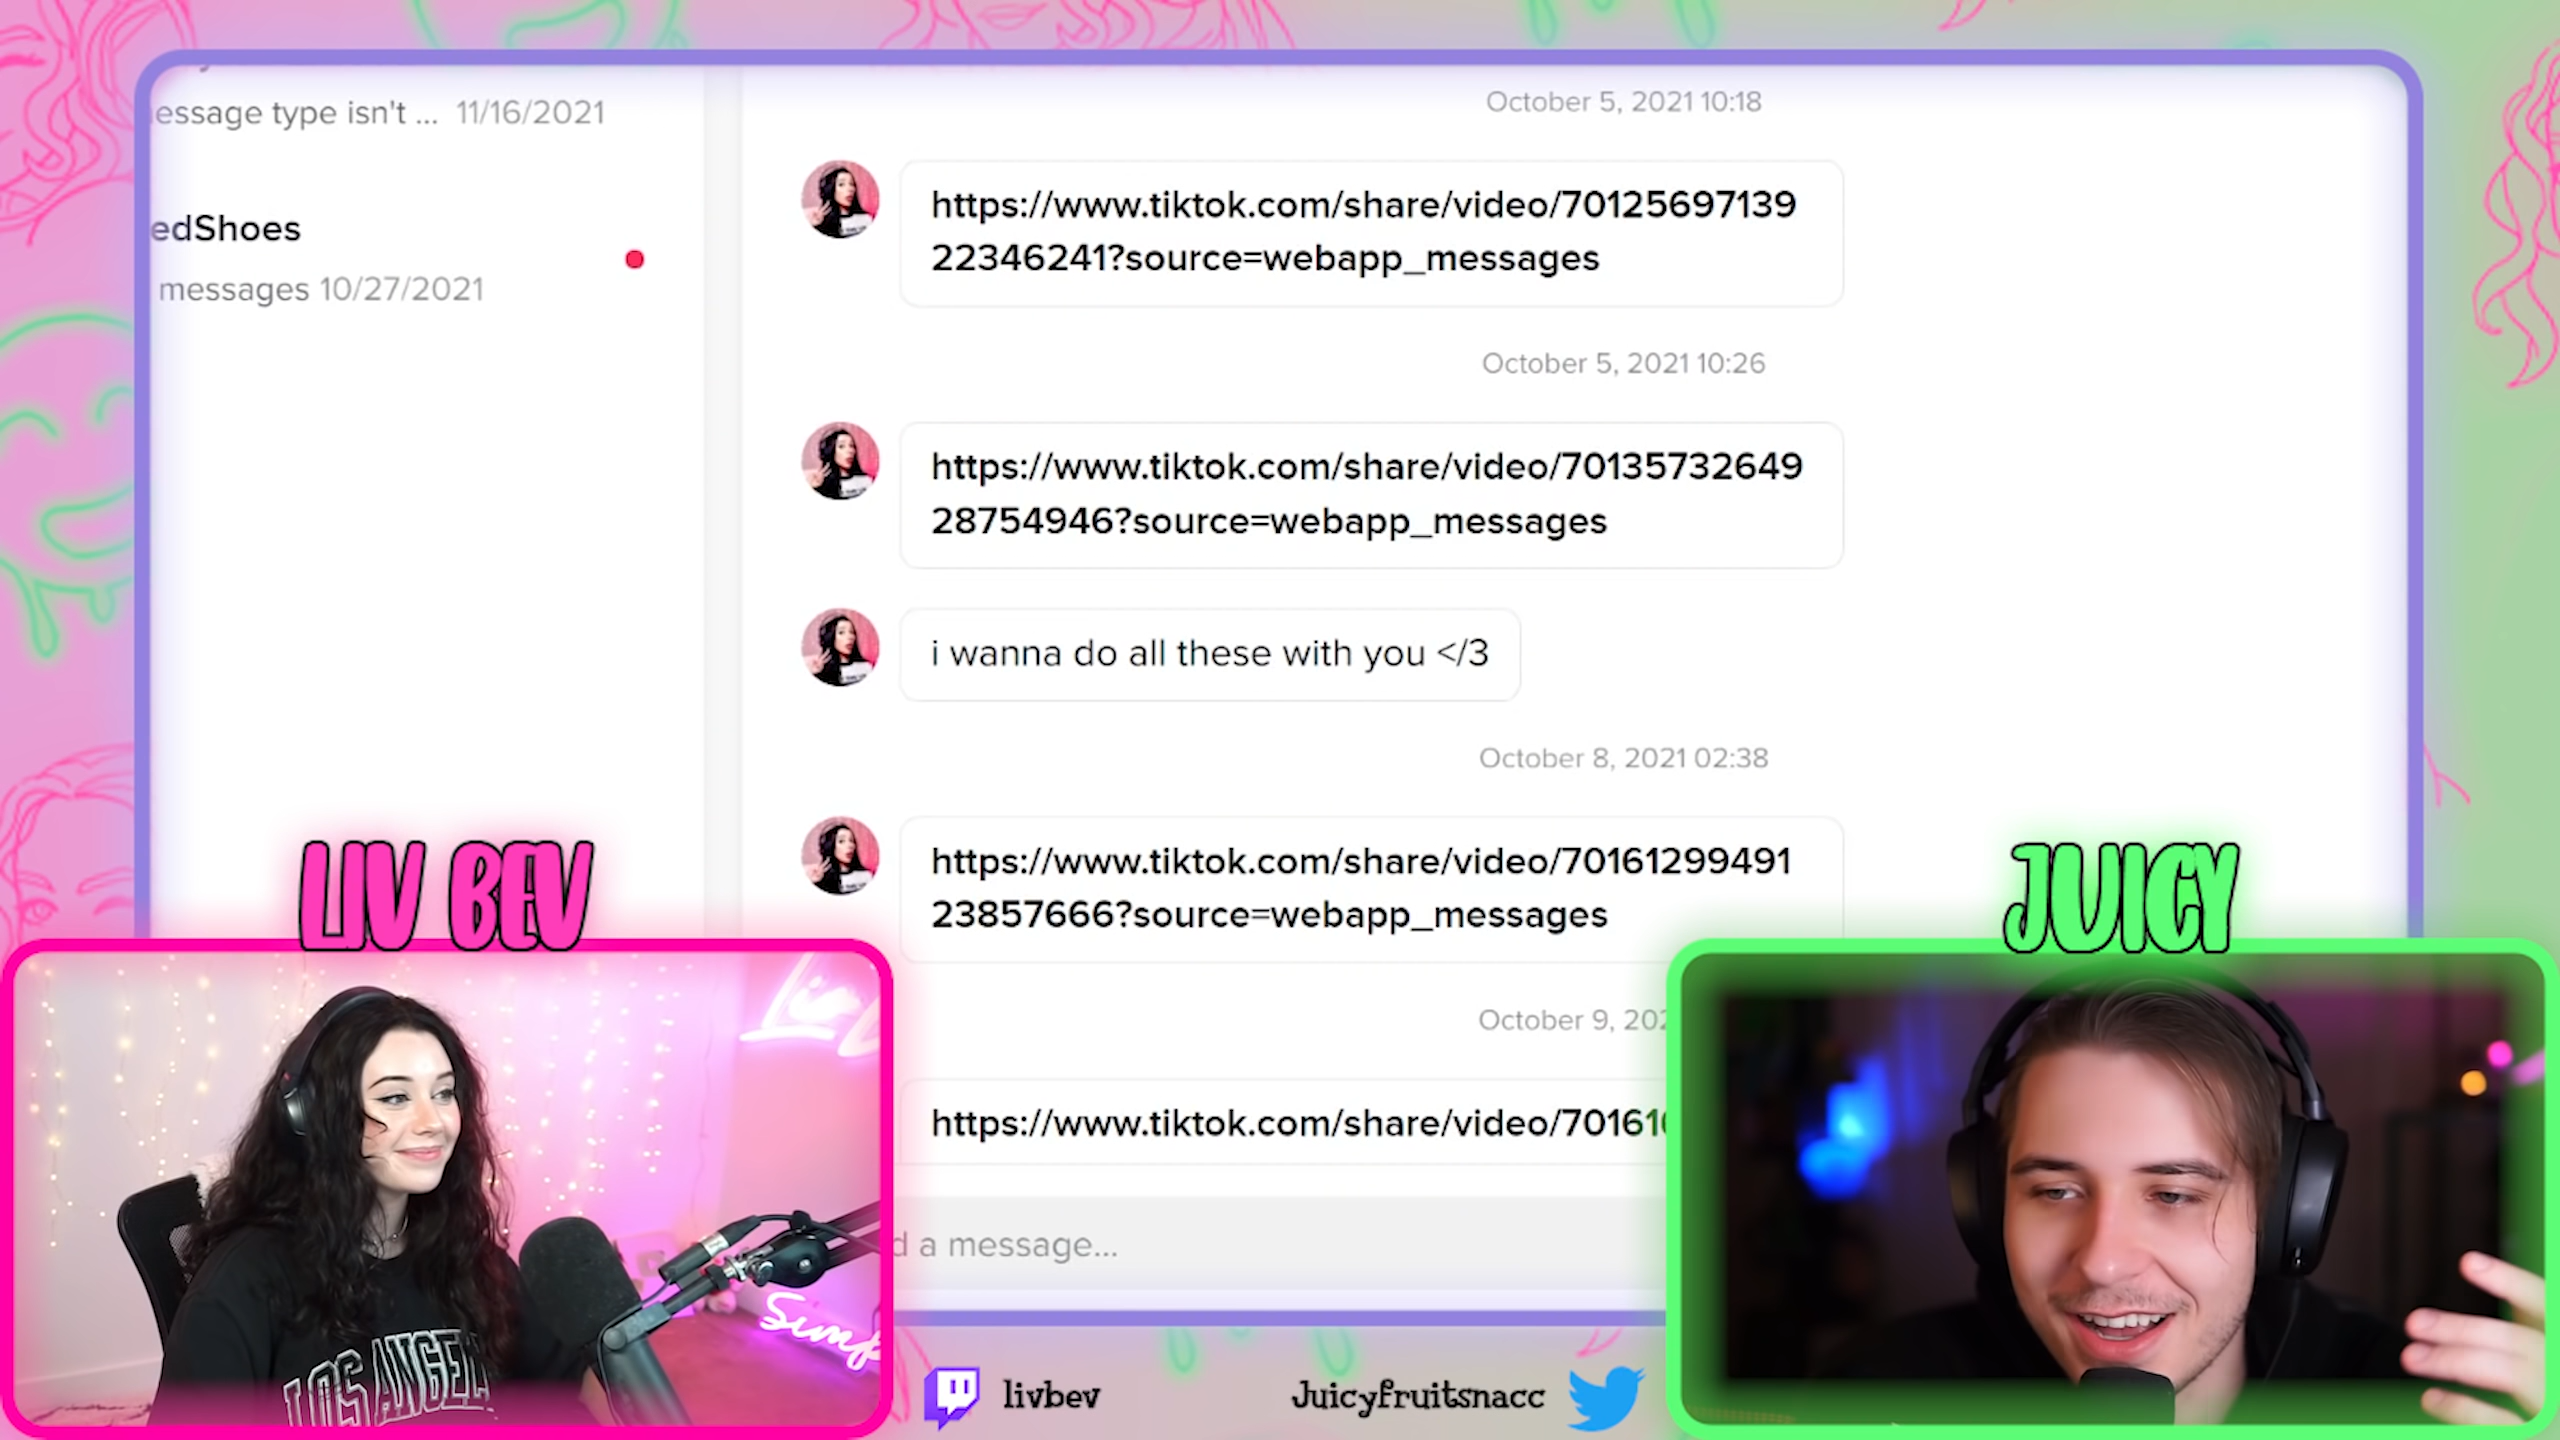 essage type isn't ... 11/16/2021
edShoes
messages 10/27/2021
October 5, 2021 10:18
https://www.tiktok.com/share/video/70125697139
22346241?source=webapp_messages
October 5, 2021 10:26
https://www.tiktok.com/share/video/70135732649
28754946?source=webapp_messages
i wanna do all these with you </3
October 8, 2021 02:38
https://www.tiktok.com/share/video/70161299491
23857666?source=webapp_messages
October 9, 202
https://www.tiktok.com/share/video/70161
d a message...
LIV BEV
JUICY
Liv
Simp
LOS ANGEL
livbev
Juicyfruitsnacc